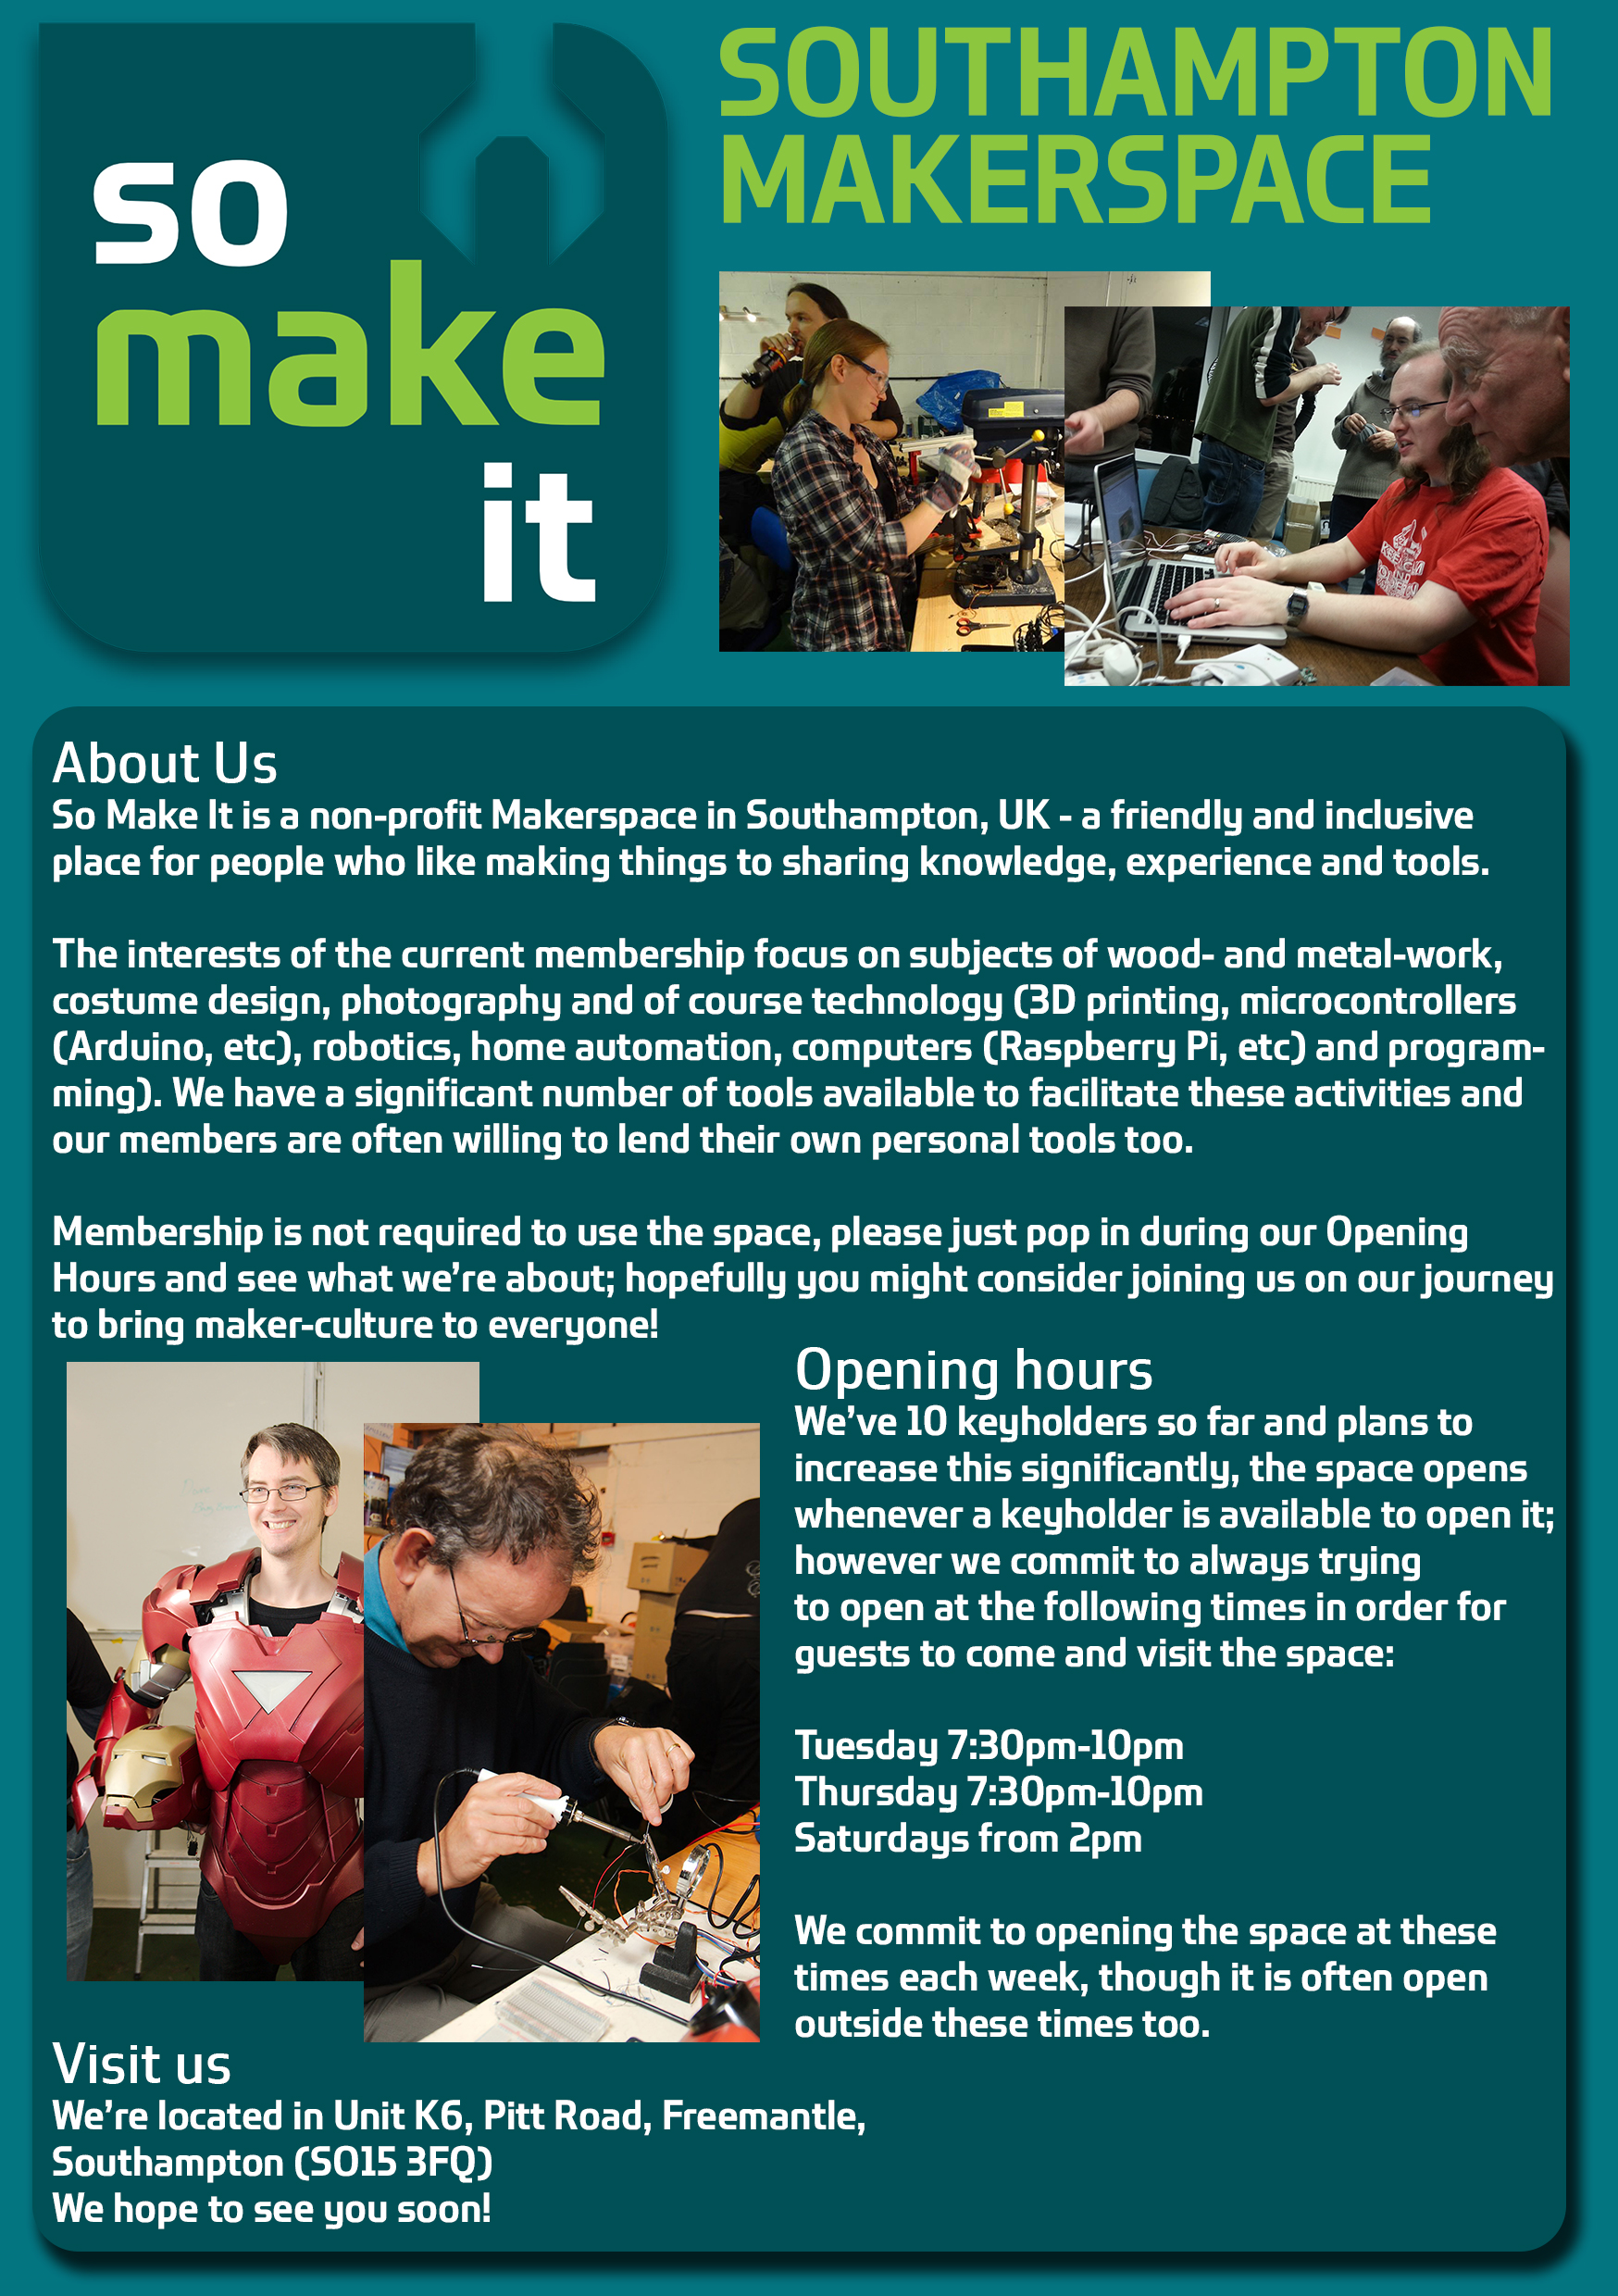 so
make
it
SOUTHAMPTON
MAKERSPACE
About Us
So Make It is a non-profit Makerspace in Southampton, UK - a friendly and inclusive
place for people who like making things to sharing knowledge, experience and tools.
The interests of the current membership focus on subjects of wood- and metal-work,
costume design, photography and of course technology (3D printing, microcontrollers
(Arduino, etc), robotics, home automation, computers (Raspberry Pi, etc) and program-
ming). We have a significant number of tools available to facilitate these activities and
our members are often willing to lend their own personal tools too.
Membership is not required to use the space, please just pop in during our Opening
Hours and see what we're about; hopefully you might consider joining us on our journey
to bring maker-culture to everyone!
Opening hours
We've 10 keyholders so far and plans to
increase this significantly, the space opens
whenever a keyholder is available to open it;
however we commit to always trying
to open at the following times in order for
guests to come and visit the space:
Tuesday 7:30pm-10pm
Thursday 7:30pm-10pm
Saturdays from 2pm
We commit to opening the space at these
times each week, though it is often open
outside these times too.
Visit us
We're located in Unit K6, Pitt Road, Freemantle,
Southampton (SO15 3FQ)
We hope to see you soon!